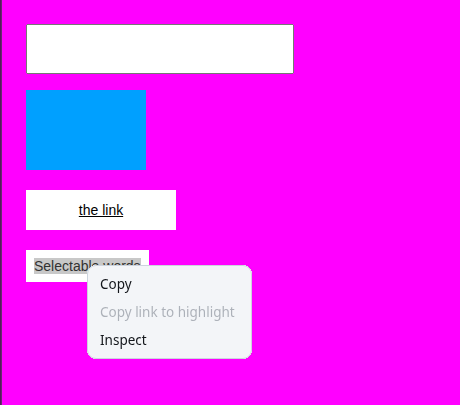 the link
Selectable words
Copy
Copy link to highlight
Inspect